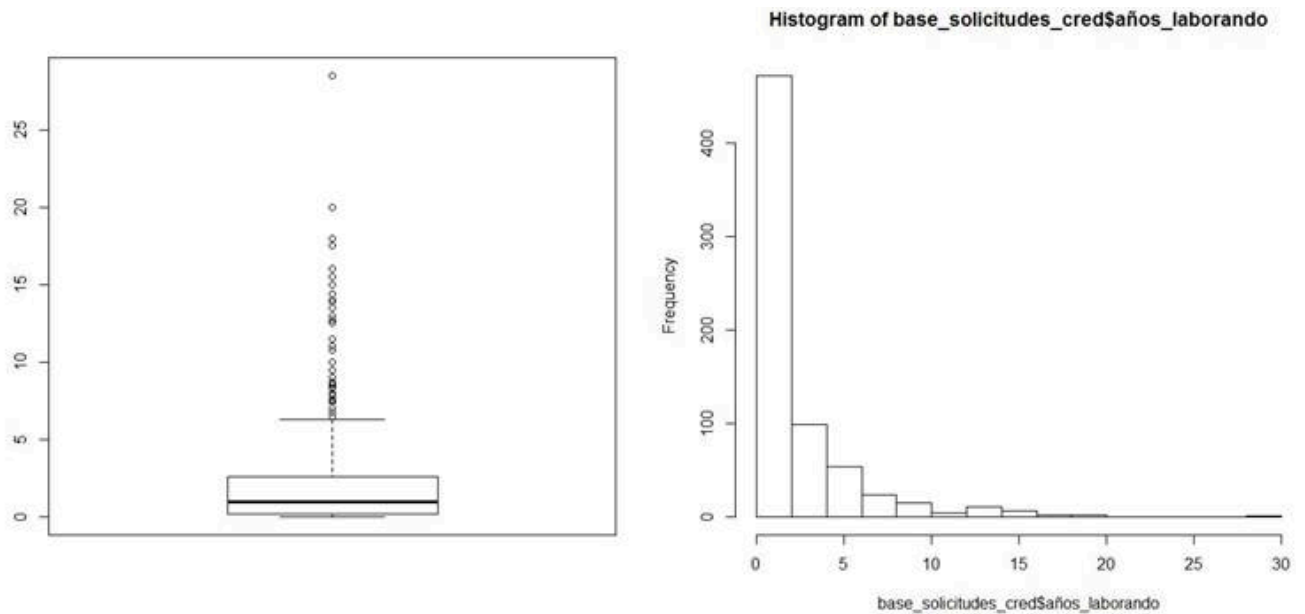 25
20
15
10
5
0
Histogram of base_solicitudes_cred$años_laborando
400
300
200
100
0
Frequency
0 5 10 15 20 25 30
base_solicitudes_cred$años_laborando